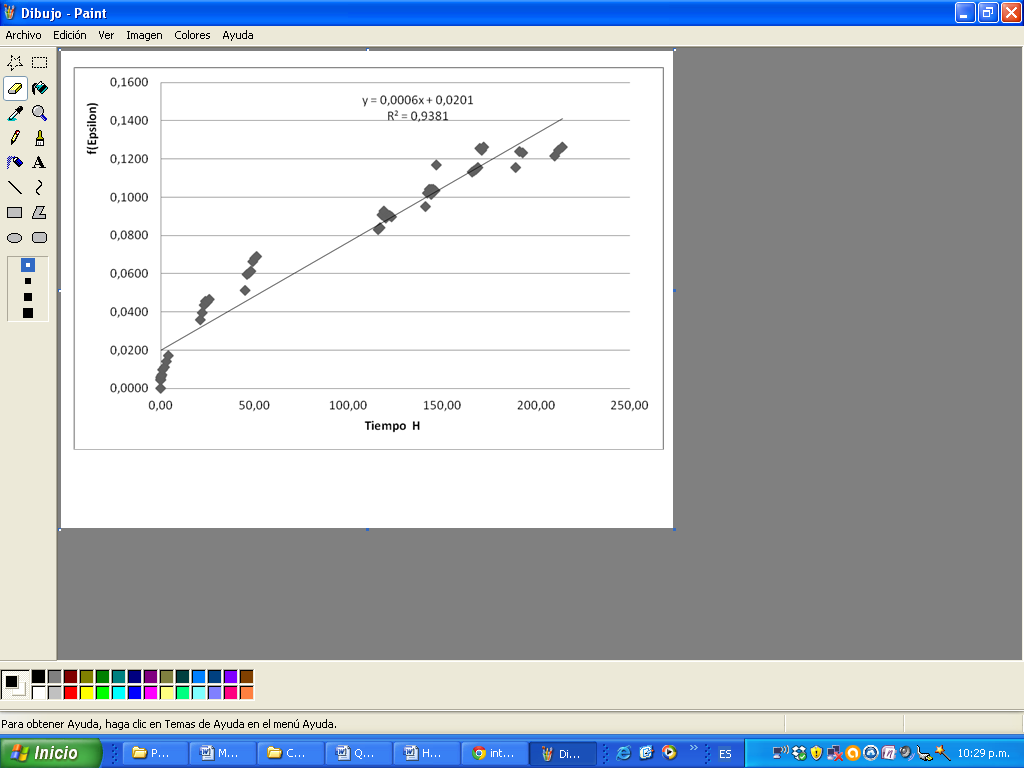 Dibujo - Paint
Archivo Edición Ver Imagen Colores Ayuda
f(Epsilon)
0,1600
0,1400
0,1200
0,1000
0,0800
0,0600
0,0400
0,0200
0,0000
y = 0,0006x + 0,0201
R² = 0,9381
0,00 50,00 100,00 150,00 200,00 250,00
Tiempo H
Para obtener Ayuda, haga clic en Temas de Ayuda en el menú Ayuda.
Inicio P... M... C... Q... H... int... Di... » ES 10:29 p.m.